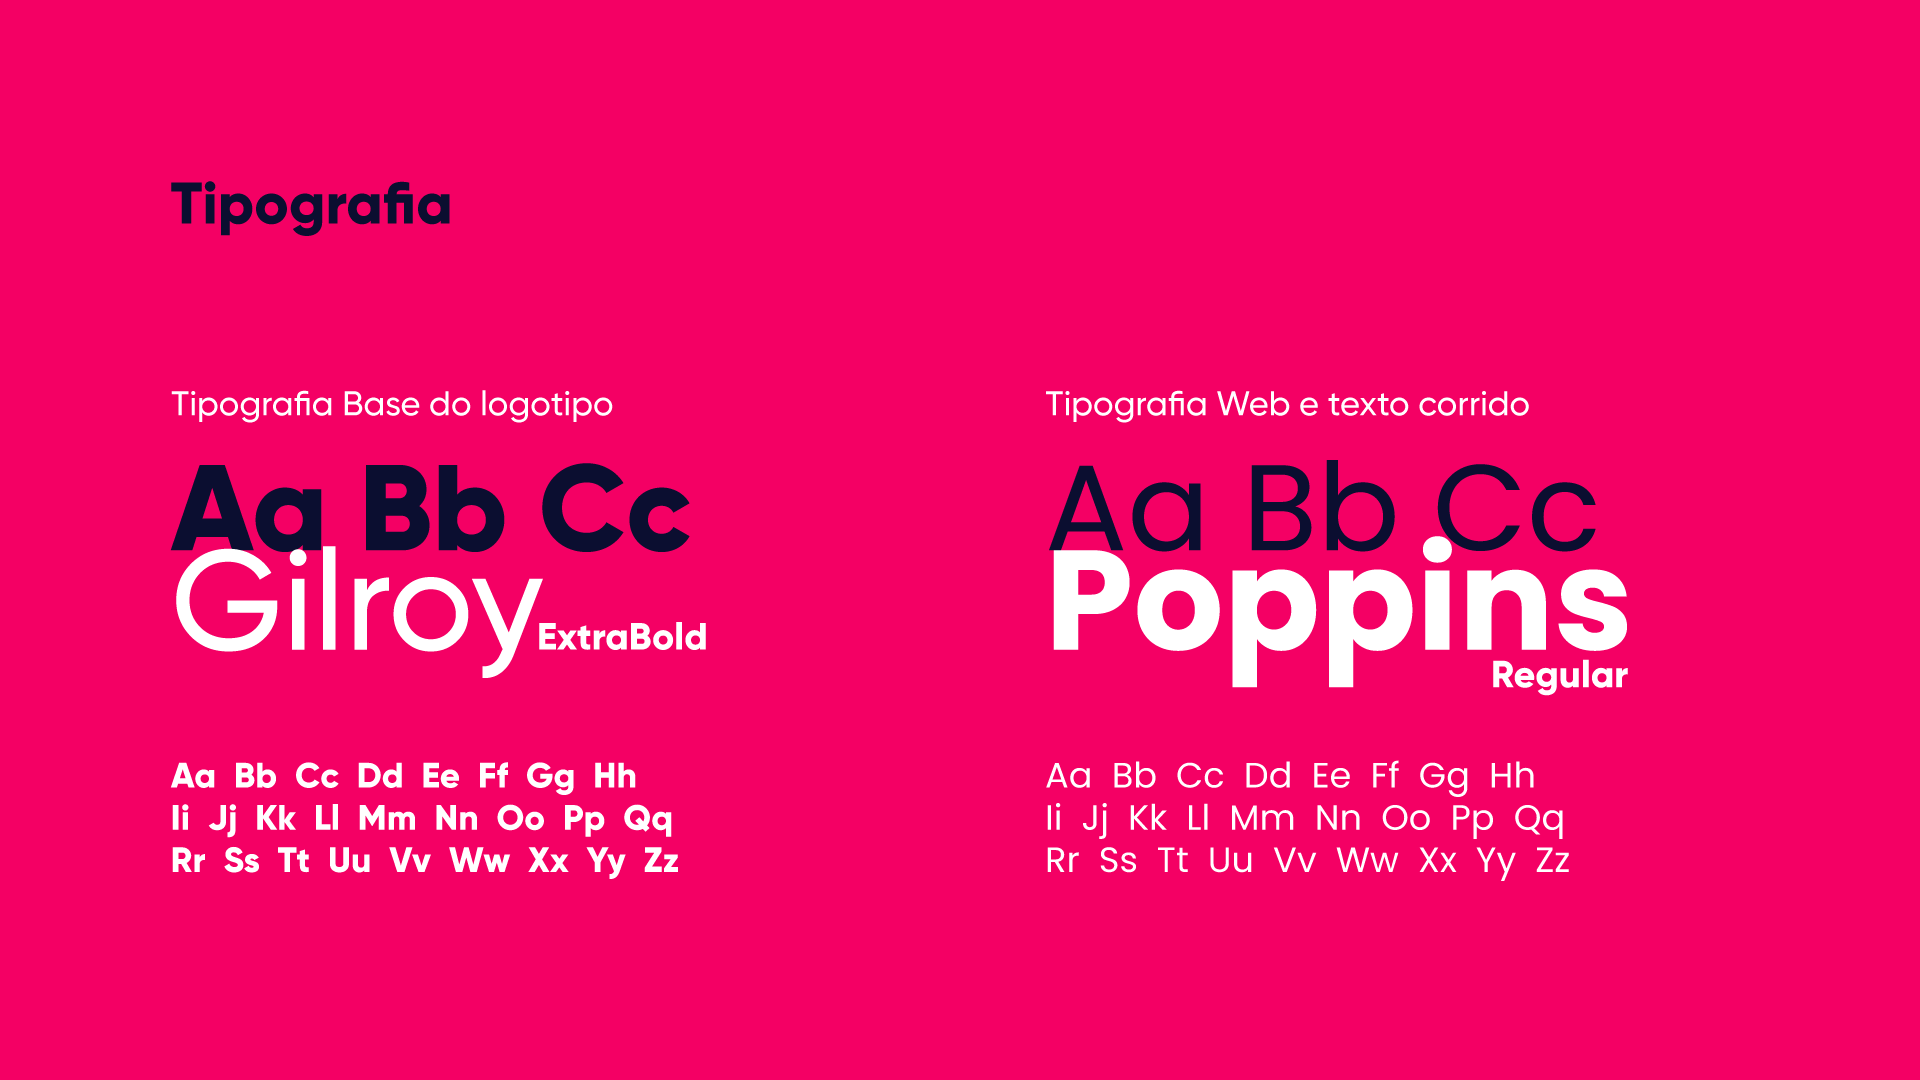 Tipografia
Tipografia Base do logotipo
Aa Bb Cc
Gilroy ExtraBold
Aa Bb Cc Dd Ee Ff Gg Hh
Ii Jj Kk Ll Mm Nn Oo Pp Qq
Rr Ss Tt Uu Vv Ww Xx Yy Zz
Tipografia Web e texto corrido
Aa Bb Cc
Poppins
Regular
Aa Bb Cc Dd Ee Ff Gg Hh
Ii Jj Kk Ll Mm Nn Oo Pp Qq
Rr Ss Tt Uu Vv Ww Xx Yy Zz